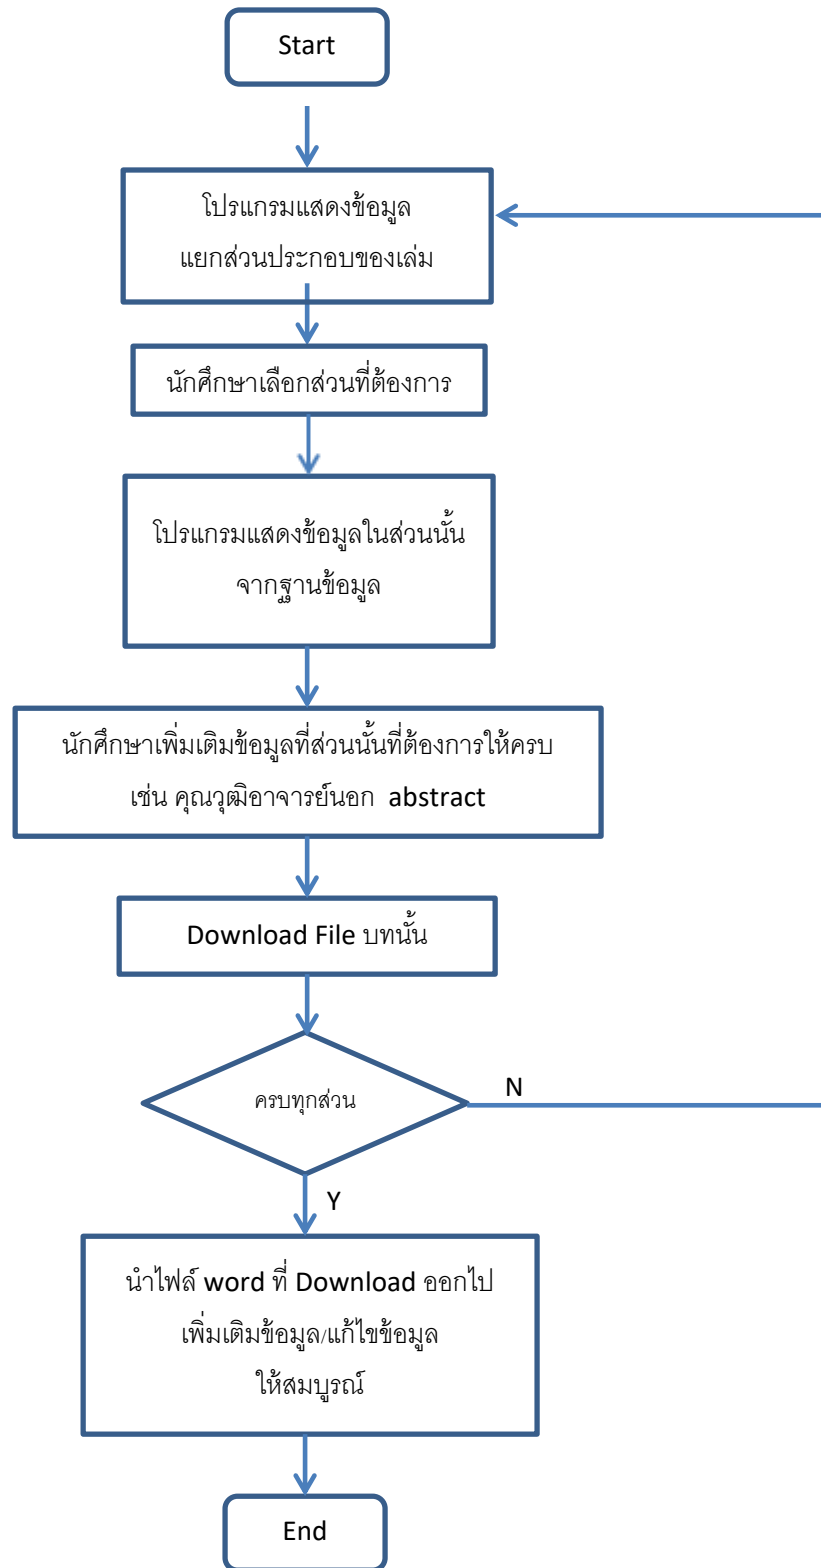 Start
โปรแกรมแสดงข้อมูล
แยกส่วนประกอบของเล่ม
นักศึกษาเลือกส่วนที่ต้องการ
โปรแกรมแสดงข้อมูลในส่วนนั้น
จากฐานข้อมูล
นักศึกษาเพิ่มเติมข้อมูลที่ส่วนนั้นที่ต้องการให้ครบ
เช่น คุณวุฒิอาจารย์นอก abstract
Download File บทนั้น
ครบทุกส่วน
N
Y
นำไฟล์ word ที่ Download ออกไป
เพิ่มเติมข้อมูล/แก้ไขข้อมูล
ให้สมบูรณ์
End